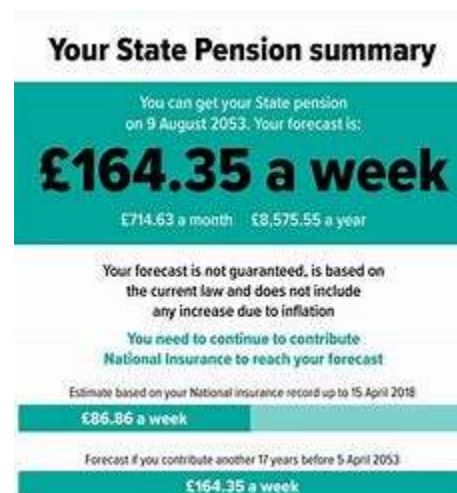 Your State Pension summary
You can get your State pension
on 9 August 2053. Your forecast is:
£164.35 a week
£714.63 a month £8,575.55 a year
Your forecast is not guaranteed, is based on
the current law and does not include
any increase due to inflation
You need to continue to contribute
National Insurance to reach your forecast
Estimate based on your National insurance record up to 15 April 2018
£86.86 a week
Forecast if you contribute another 17 years before 5 April 2053
£164.35 a week